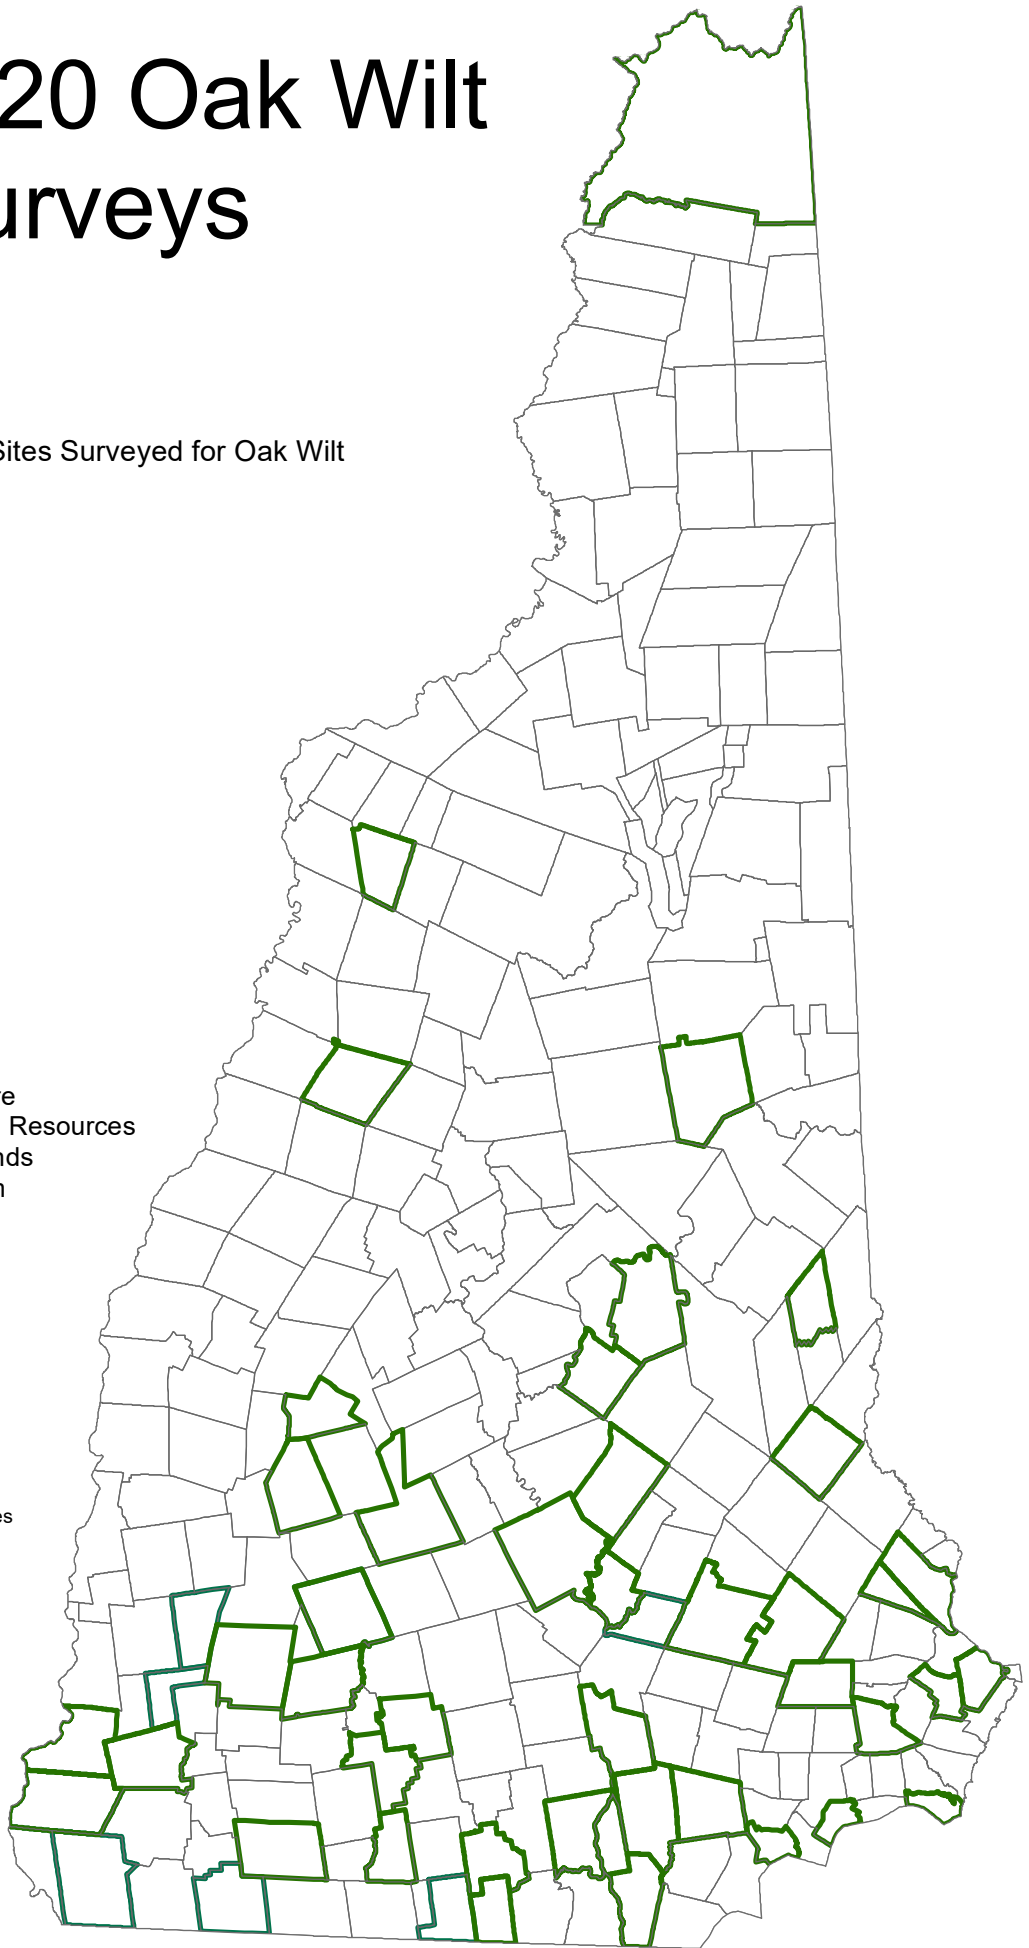 20 Oak Wilt
urveys
Sites Surveyed for Oak Wilt
re
Resources
nds
n
es